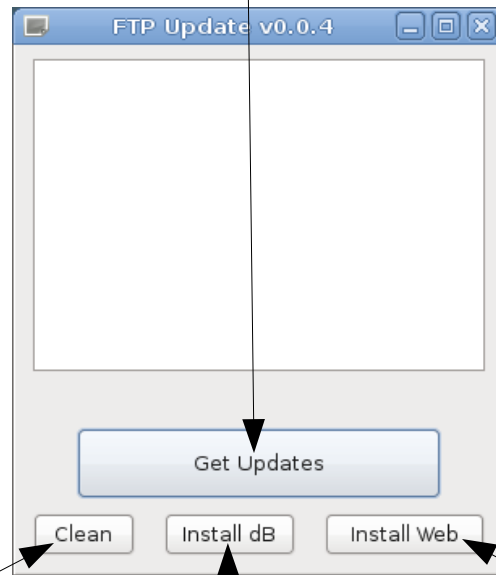 FTP Update v0.0.4
Get Updates
Clean
Install dB
Install Web